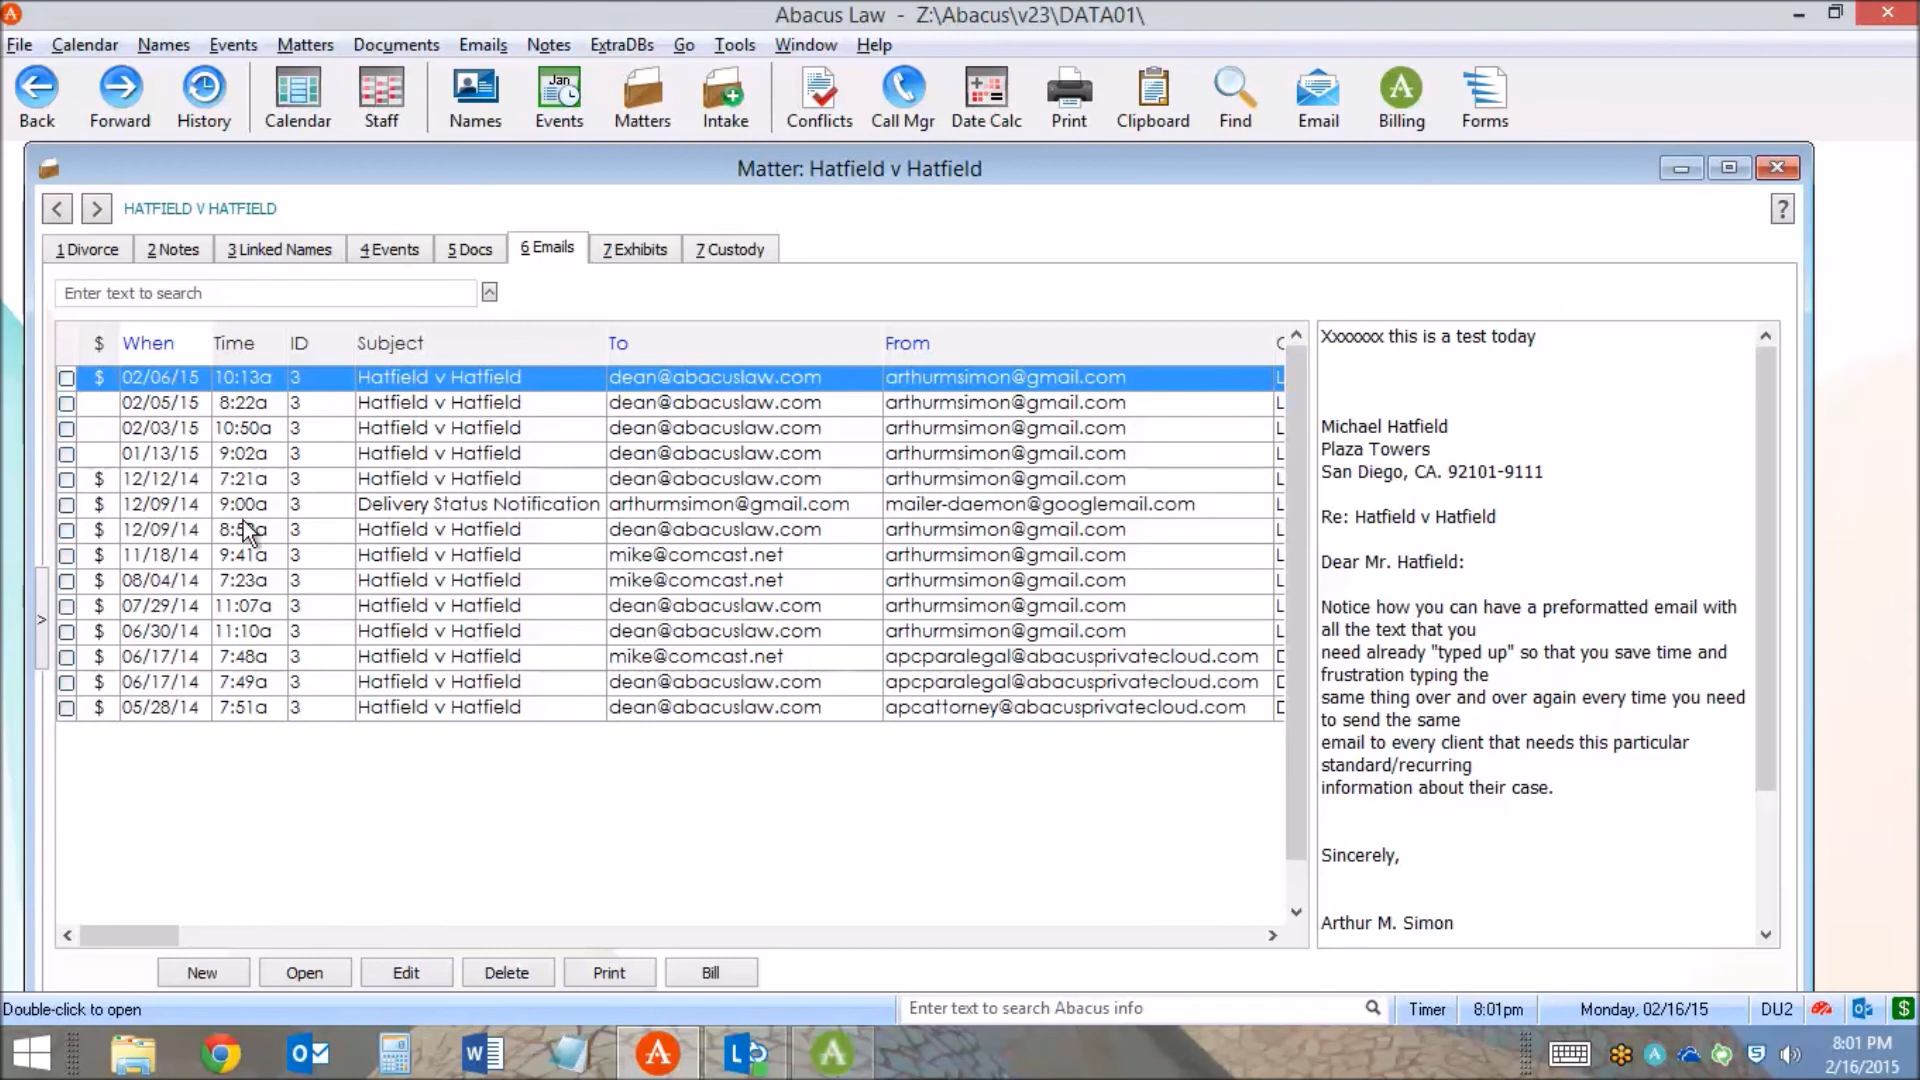 Abacus Law - Z:\Abacus\v23\DATA01\
File Calendar Names Events Matters Documents Emails Notes ExtraDBs Go Tools Window Help
Jan
Back Forward History Calendar Staff Names Events Matters Intake Conflicts Call Mgr Date Calc Print Clipboard Find Email Billing Forms
Matter: Hatfield v Hatfield
< > HATFIELD V HATFIELD ?
1 Divorce 2 Notes 3 Linked Names 4 Events 5 Docs 6 Emails 7 Exhibits 7 Custody
Enter text to search
$ When Time ID Subject To From
$ 02/06/15 10:13a 3 Hatfield v Hatfield dean@abacuslaw.com arthurmsimon@gmail.com
02/05/15 8:22a 3 Hatfield v Hatfield dean@abacuslaw.com arthurmsimon@gmail.com
02/03/15 10:50a 3 Hatfield v Hatfield dean@abacuslaw.com arthurmsimon@gmail.com
01/13/15 9:02a 3 Hatfield v Hatfield dean@abacuslaw.com arthurmsimon@gmail.com
$ 12/12/14 7:21a 3 Hatfield v Hatfield dean@abacuslaw.com arthurmsimon@gmail.com
$ 12/09/14 9:00a 3 Delivery Status Notification arthurmsimon@gmail.com mailer-daemon@googlemail.com
$ 12/09/14 3 Hatfield v Hatfield dean@abacuslaw.com arthurmsimon@gmail.com
$ 11/18/14 9:41a 3 Hatfield v Hatfield mike@comcast.net arthurmsimon@gmail.com
$ 08/04/14 7:23a 3 Hatfield v Hatfield mike@comcast.net arthurmsimon@gmail.com
$ 07/29/14 11:07a 3 Hatfield v Hatfield dean@abacuslaw.com arthurmsimon@gmail.com
$ 06/30/14 11:10a 3 Hatfield v Hatfield dean@abacuslaw.com arthurmsimon@gmail.com
$ 06/17/14 7:48a 3 Hatfield v Hatfield mike@comcast.net apcparalegal@abacusprivatecloud.com
$ 06/17/14 7:49a 3 Hatfield v Hatfield dean@abacuslaw.com apcparalegal@abacusprivatecloud.com
$ 05/28/14 7:51a 3 Hatfield v Hatfield dean@abacuslaw.com apcattorney@abacusprivatecloud.com
Xxxxxxx this is a test today
Michael Hatfield
Plaza Towers
San Diego, CA. 92101-9111
Re: Hatfield v Hatfield
Dear Mr. Hatfield:
Notice how you can have a preformatted email with
all the text that you
need already "typed up" so that you save time and
frustration typing the
same thing over and over again every time you need
to send the same
email to every client that needs this particular
standard/recurring
information about their case.
Sincerely,
Arthur M. Simon
New Open Edit Delete Print Bill
Double-click to open Enter text to search Abacus info Timer 8:01pm Monday, 02/16/15 DU2
8:01 PM
2/16/2015